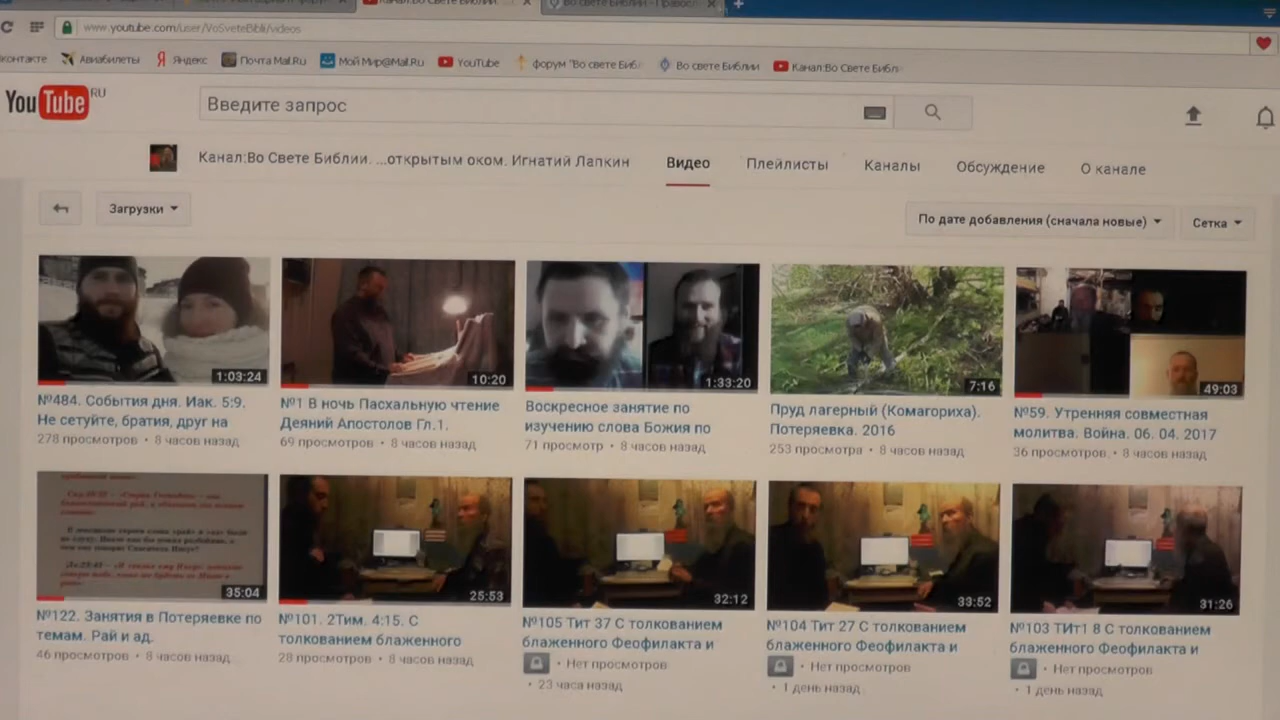 Канал:Во Свете Библии.
Во свете Библии - Правосл
www.youtube.com/user/VoSveteBibli/videos
контакте Авиабилеты Яндекс Почта Mail.Ru Мой Мир@Mail.Ru YouTube форум "Во свете Библ Во свете Библии Канал:Во Свете Библ
YouTube RU
Введите запрос
Канал:Во Свете Библии. ...открытым оком. Игнатий Лапкин Видео Плейлисты Каналы Обсуждение О канале
Загрузки По дате добавления (сначала новые) Сетка
1:03:24 10:20 1:33:20 7:16 49:03
№484. События дня. Иак. 5:9.
Не сетуйте, братия, друг на
278 просмотров • 8 часов назад
№1 В ночь Пасхальную чтение
Деяний Апостолов Гл.1.
69 просмотров • 8 часов назад
Воскресное занятие по
изучению слова Божия по
71 просмотр • 8 часов назад
Пруд лагерный (Комагориха).
Потеряевка. 2016
253 просмотра • 8 часов назад
№59. Утренняя совместная
молитва. Война. 06. 04. 2017
36 просмотров • 8 часов назад
35:04 25:53 32:12 33:52 31:26
№122. Занятия в Потеряевке по
темам. Рай и ад.
46 просмотров • 8 часов назад
№101. 2Тим. 4:15. С
толкованием блаженного
28 просмотров • 8 часов назад
№105 Тит 37 С толкованием
блаженного Феофилакта и
• Нет просмотров
• 23 часа назад
№104 Тит 27 С толкованием
блаженного Феофилакта и
• Нет просмотров
• 1 день назад
№103 ТИт1 8 С толкованием
блаженного Феофилакта и
• Нет просмотров
• 1 день назад